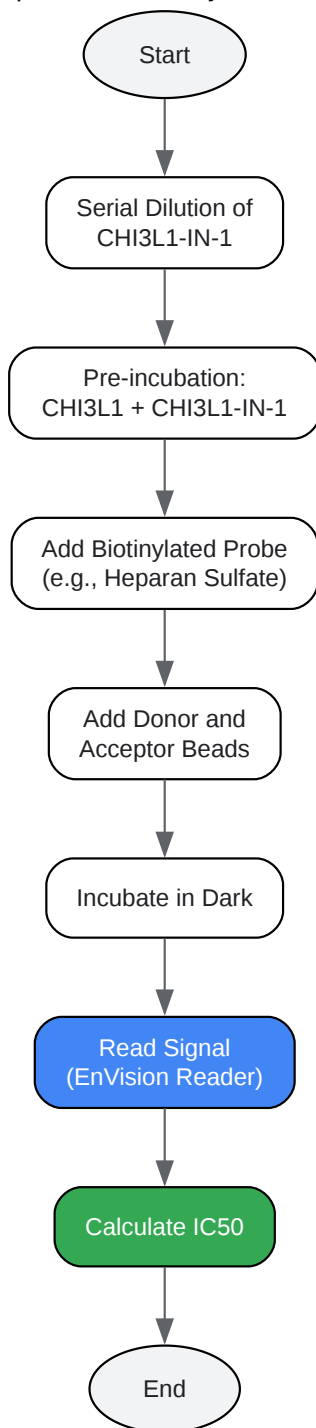 Start
Serial Dilution of
CHI3L1-IN-1
Pre-incubation:
CHI3L1 + CHI3L1-IN-1
Add Biotinylated Probe
(e.g., Heparan Sulfate)
Add Donor and
Acceptor Beads
Incubate in Dark
Read Signal
(EnVision Reader)
Calculate IC50
End